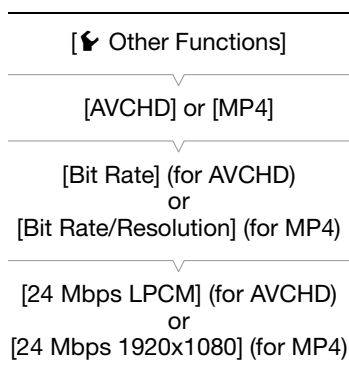 [ Other Functions]
[AVCHD] or [MP4]
[Bit Rate] (for AVCHD)
or
[Bit Rate/Resolution] (for MP4)
[24 Mbps LPCM] (for AVCHD)
or
[24 Mbps 1920x1080] (for MP4)